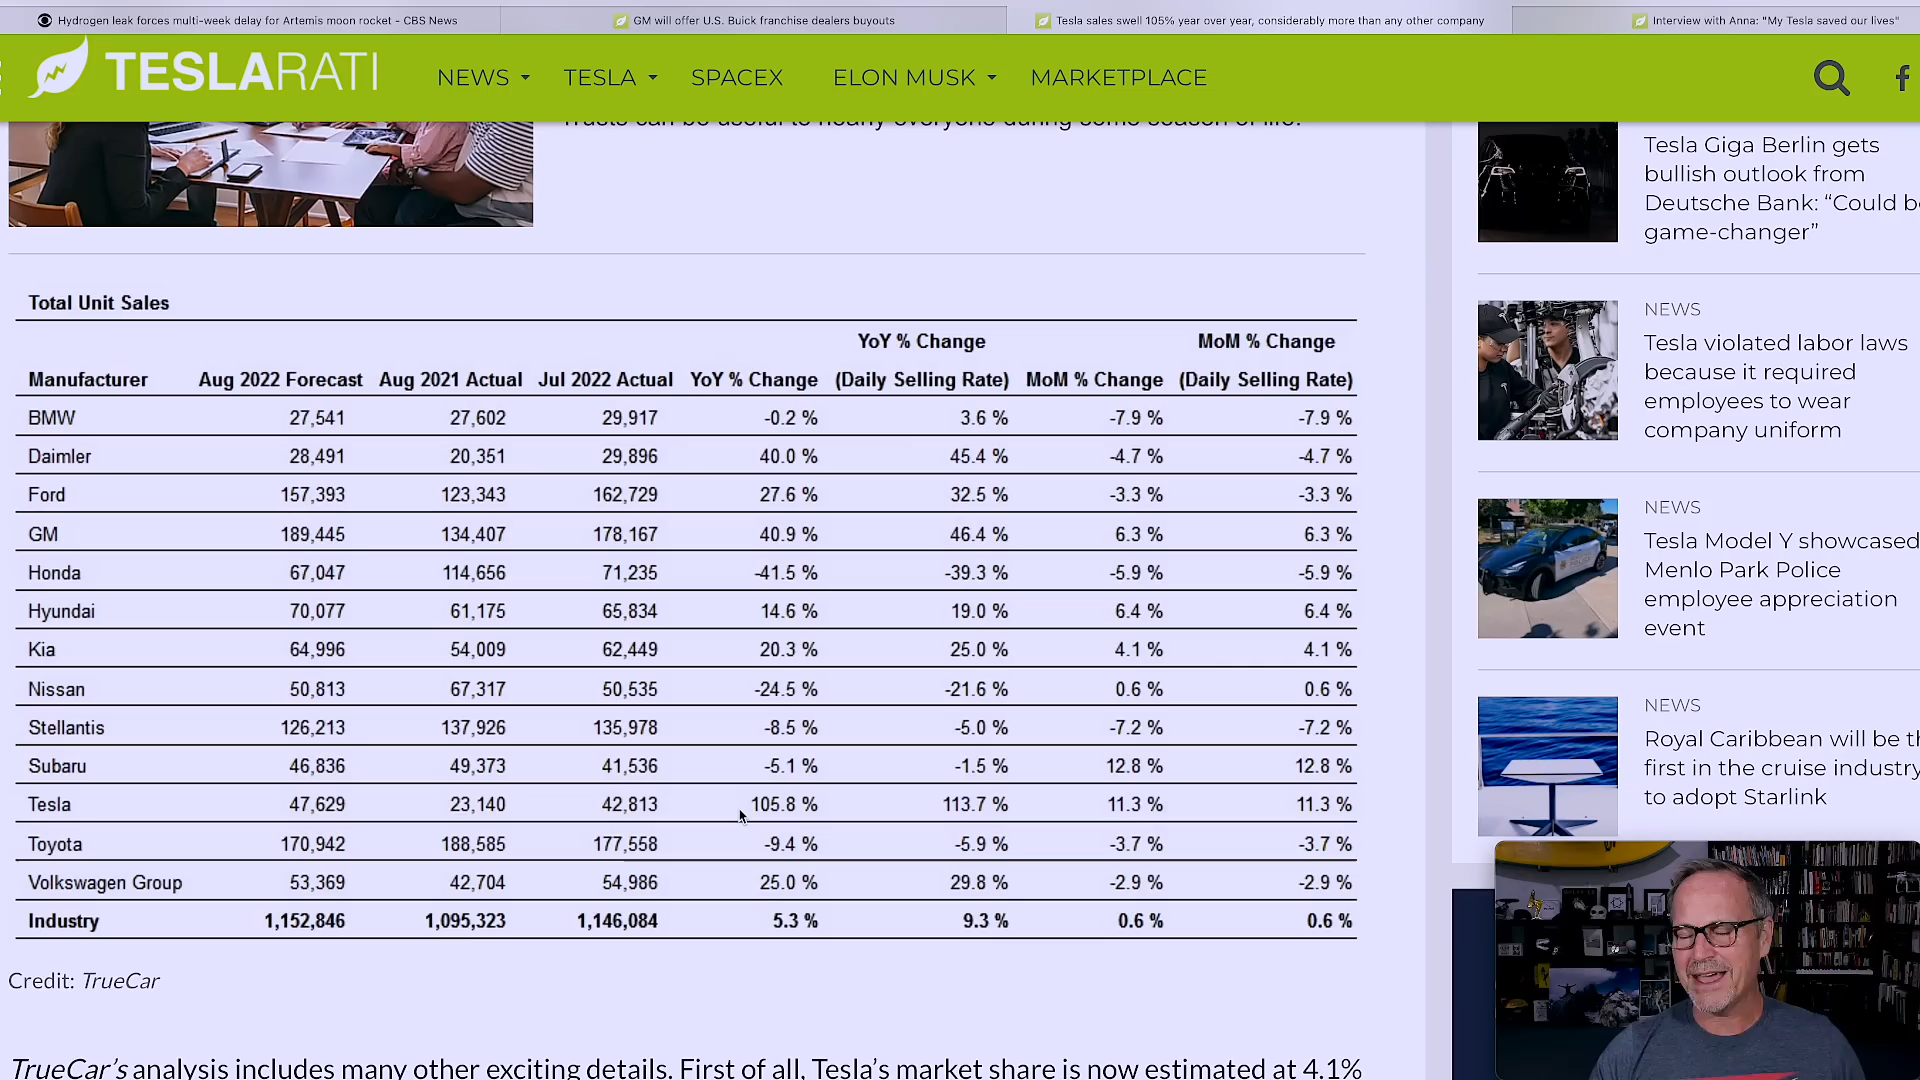 Hydrogen leak forces multi-week delay for Artemis moon rocket - CBS News
GM will offer U.S. Buick franchise dealers buyouts
Tesla sales swell 105% year over year, considerably more than any other company
Interview with Anna: "My Tesla saved our lives"
TESLARATI
NEWS TESLA SPACEX ELON MUSK MARKETPLACE
Trusts can be useful to nearly everyone during some season of life.
Total Unit Sales
YoY % Change MoM % Change
Manufacturer Aug 2022 Forecast Aug 2021 Actual Jul 2022 Actual YoY % Change (Daily Selling Rate) MoM % Change (Daily Selling Rate)
BMW 27,541 27,602 29,917 -0.2 % 3.6 % -7.9 % -7.9 %
Daimler 28,491 20,351 29,896 40.0 % 45.4 % -4.7 % -4.7 %
Ford 157,393 123,343 162,729 27.6 % 32.5 % -3.3 % -3.3 %
GM 189,445 134,407 178,167 40.9 % 46.4 % 6.3 % 6.3 %
Honda 67,047 114,656 71,235 -41.5 % -39.3 % -5.9 % -5.9 %
Hyundai 70,077 61,175 65,834 14.6 % 19.0 % 6.4 % 6.4 %
Kia 64,996 54,009 62,449 20.3 % 25.0 % 4.1 % 4.1 %
Nissan 50,813 67,317 50,535 -24.5 % -21.6 % 0.6 % 0.6 %
Stellantis 126,213 137,926 135,978 -8.5 % -5.0 % -7.2 % -7.2 %
Subaru 46,836 49,373 41,536 -5.1 % -1.5 % 12.8 % 12.8 %
Tesla 47,629 23,140 42,813 105.8 % 113.7 % 11.3 % 11.3 %
Toyota 170,942 188,585 177,558 -9.4 % -5.9 % -3.7 % -3.7 %
Volkswagen Group 53,369 42,704 54,986 25.0 % 29.8 % -2.9 % -2.9 %
Industry 1,152,846 1,095,323 1,146,084 5.3 % 9.3 % 0.6 % 0.6 %
Credit: TrueCar
TrueCar's analysis includes many other exciting details. First of all, Tesla's market share is now estimated at 4.1%
Tesla Giga Berlin gets
bullish outlook from
Deutsche Bank: “Could b
game-changer”
NEWS
Tesla violated labor laws
because it required
employees to wear
company uniform
NEWS
Tesla Model Y showcased
Menlo Park Police
employee appreciation
event
NEWS
Royal Caribbean will be th
first in the cruise industry
to adopt Starlink